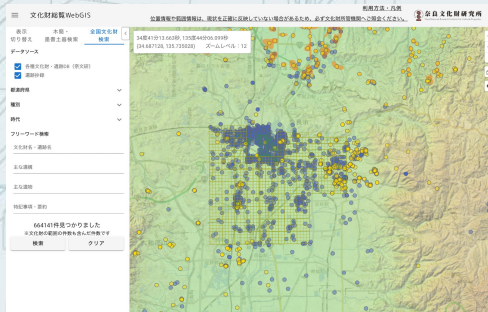 文化財総覧WebGIS
利用方法・凡例
位置情報や範囲情報は、現状を正確に反映していない場合があるため、必ず文化財所管機関へご照会ください。
奈良文化財研究所
表示
切り替え
木簡・
墨書土器検索
全国文化財
検索
34度41分13.663秒, 135度44分06.099秒
(34.687128, 135.735028) ズームレベル:12
データソース
各種文化財・遺跡DB(奈文研)
遺跡抄録
都道府県
種別
時代
フリーワード検索
文化財名・遺跡名
主な遺構
主な遺物
特記事項・要約
664141件見つかりました
※文化財の範囲の件数も含んだ件数です
検索
クリア